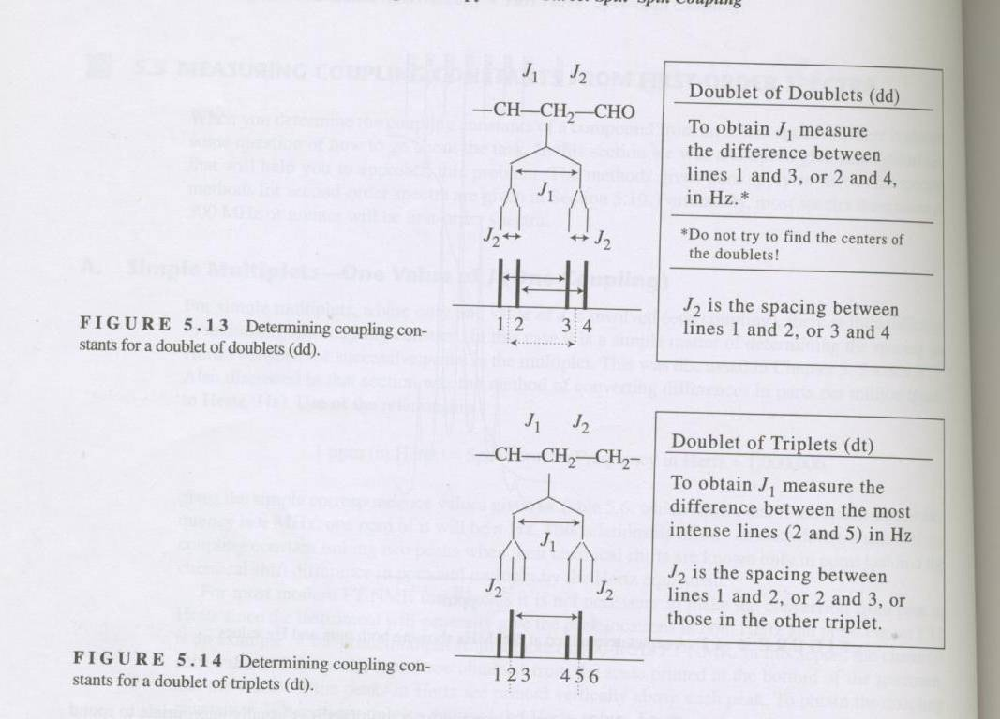 Spin-Spin Coupling
J1 J2
—CH—CH2—CHO
J1
J2 J2
1 2 3 4
FIGURE 5.13 Determining coupling con-
stants for a doublet of doublets (dd).
Doublet of Doublets (dd)
To obtain J1 measure
the difference between
lines 1 and 3, or 2 and 4,
in Hz.*
*Do not try to find the centers of
the doublets!
J2 is the spacing between
lines 1 and 2, or 3 and 4
J1 J2
—CH—CH2—CH2—
J1
J2 J2
1 2 3 4 5 6
FIGURE 5.14 Determining coupling con-
stants for a doublet of triplets (dt).
Doublet of Triplets (dt)
To obtain J1 measure the
difference between the most
intense lines (2 and 5) in Hz
J2 is the spacing between
lines 1 and 2, or 2 and 3, or
those in the other triplet.